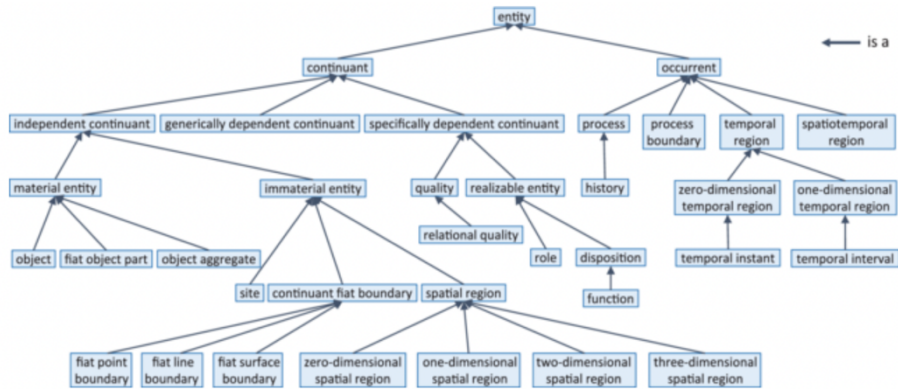 entity
is a
continuant
occurrent
independent continuant
generically dependent continuant
specifically dependent continuant
process
process
boundary
temporal
region
spatiotemporal
region
material entity
immaterial entity
quality
realizable entity
history
zero-dimensional
temporal region
one-dimensional
temporal region
relational quality
object
fiat object part
object aggregate
role
disposition
temporal instant
temporal interval
site
continuant fiat boundary
spatial region
function
fiat point
boundary
fiat line
boundary
fiat surface
boundary
zero-dimensional
spatial region
one-dimensional
spatial region
two-dimensional
spatial region
three-dimensional
spatial region